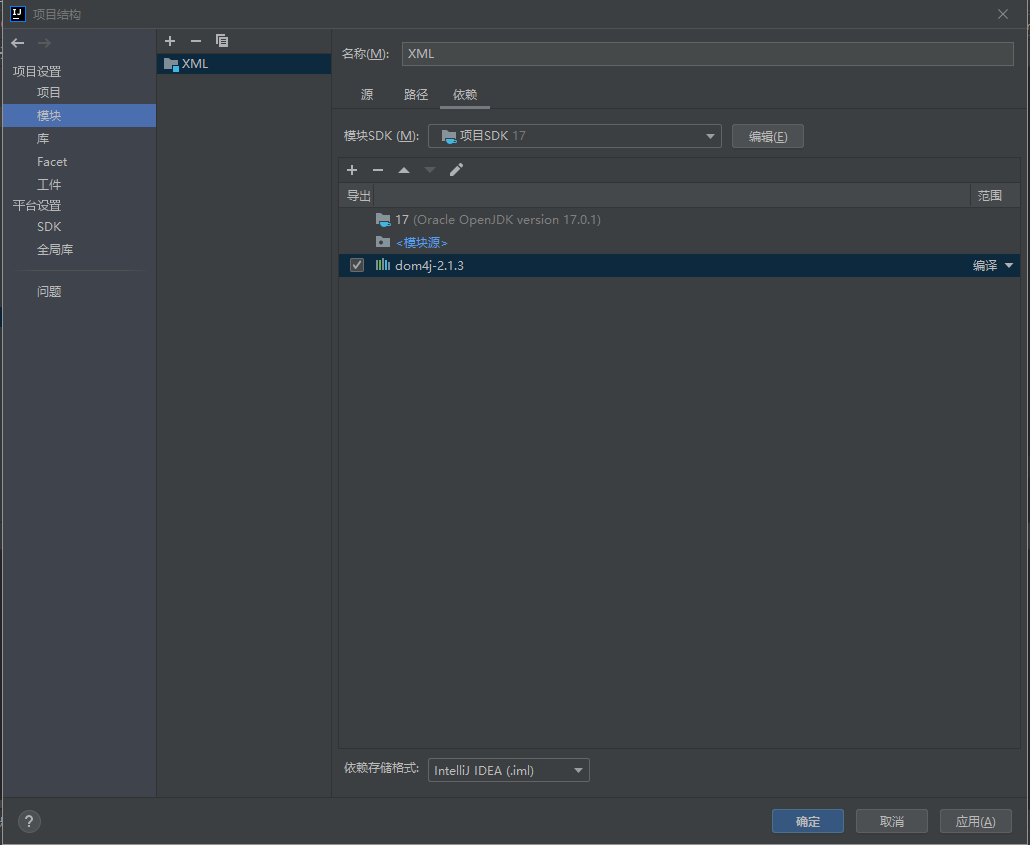 项目结构
项目设置
项目
模块
库
Facet
工件
平台设置
SDK
全局库
问题
XML
名称(M): XML
源 路径 依赖
模块SDK (M): 项目SDK 17 编辑(E)
导出 范围
17 (Oracle OpenJDK version 17.0.1)
<模块源>
dom4j-2.1.3 编译
依赖存储格式: IntelliJ IDEA (.iml)
? 确定 取消 应用(A)